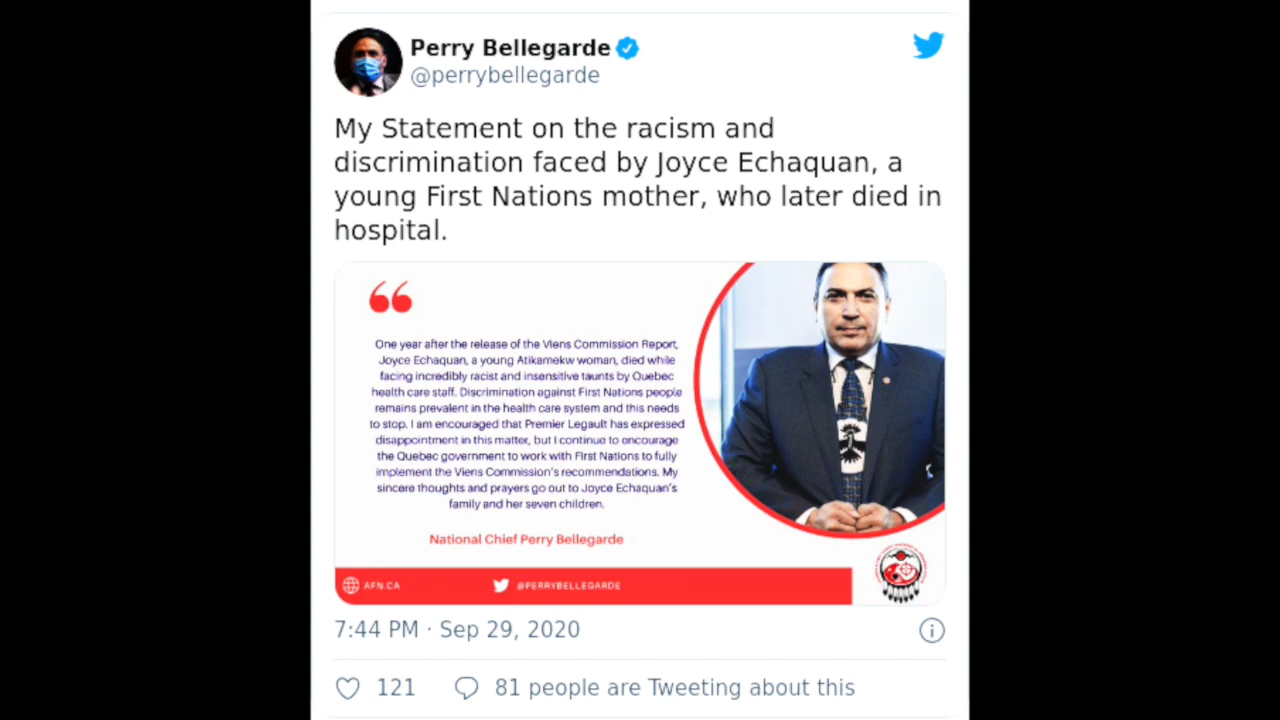 Perry Bellegarde
@perrybellegarde
My Statement on the racism and
discrimination faced by Joyce Echaquan, a
young First Nations mother, who later died in
hospital.
One year after the release of the Viens Commission Report,
Joyce Echaquan, a young Atikamekw woman, died while
facing incredibly racist and insensitive taunts by Quebec
health care staff. Discrimination against First Nations people
remains prevalent in the health care system and this needs
to stop. I am encouraged that Premier Legault has expressed
disappointment in this matter, but I continue to encourage
the Quebec government to work with First Nations to fully
implement the Viens Commission's recommendations. My
sincere thoughts and prayers go out to Joyce Echaquan's
family and her seven children.
National Chief Perry Bellegarde
AFN.CA
@PERRYBELLEGARDE
7:44 PM · Sep 29, 2020
121
81 people are Tweeting about this